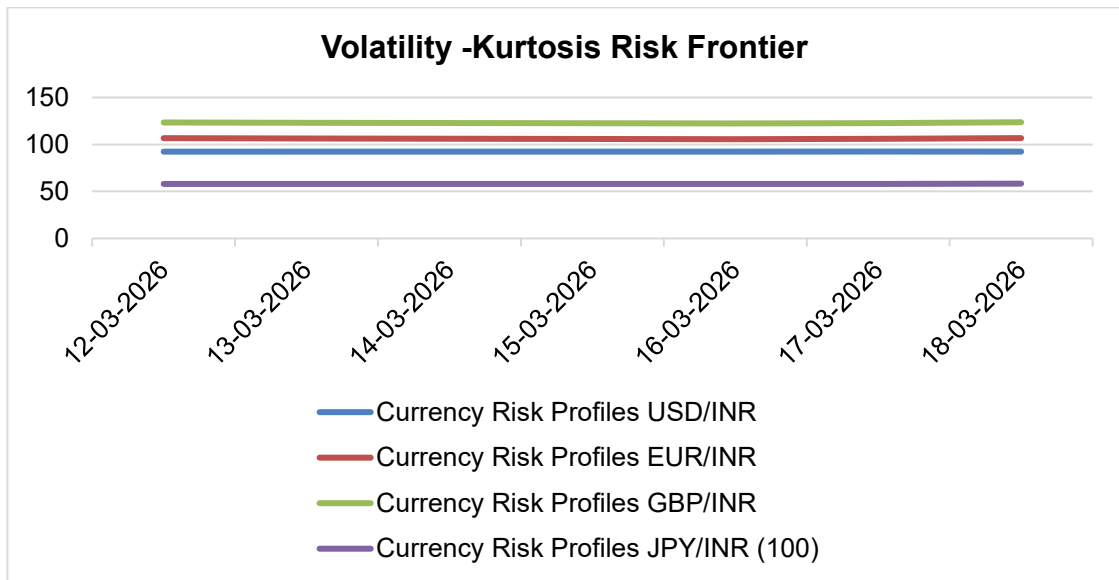 Volatility -Kurtosis Risk Frontier
150
100
50
0
12-03-2026
13-03-2026
14-03-2026
15-03-2026
16-03-2026
17-03-2026
18-03-2026
Currency Risk Profiles USD/INR
Currency Risk Profiles EUR/INR
Currency Risk Profiles GBP/INR
Currency Risk Profiles JPY/INR (100)